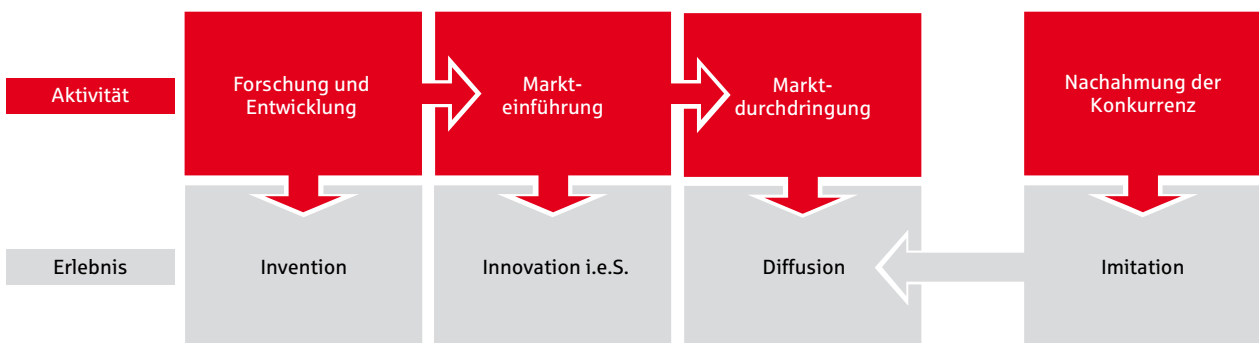 Aktivität
Forschung und
Entwicklung
Markt-
einführung
Markt-
durchdringung
Nachahmung der
Konkurrenz
Erlebnis
Invention
Innovation i.e.S.
Diffusion
Imitation